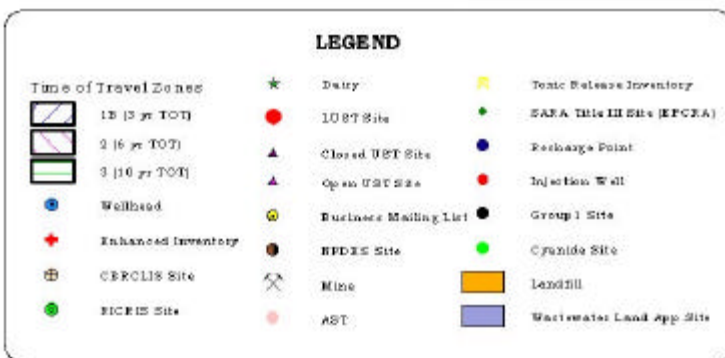 LEGEND
Time of Travel Zones
1B (3 yr TOT)
2 (6 yr TOT)
3 (10 yr TOT)
Wellhead
Enhanced Inventory
CERCLIS Site
RICRIS Site
Dairy
LUST Site
Closed UST Site
Open UST Site
Business Mailing List
NPDES Site
Mine
AST
Toxic Release Inventory
SARA Title III Site (EPCRA)
Recharge Point
Injection Well
Group 1 Site
Cyanide Site
Landfill
Wastewater Land App Site